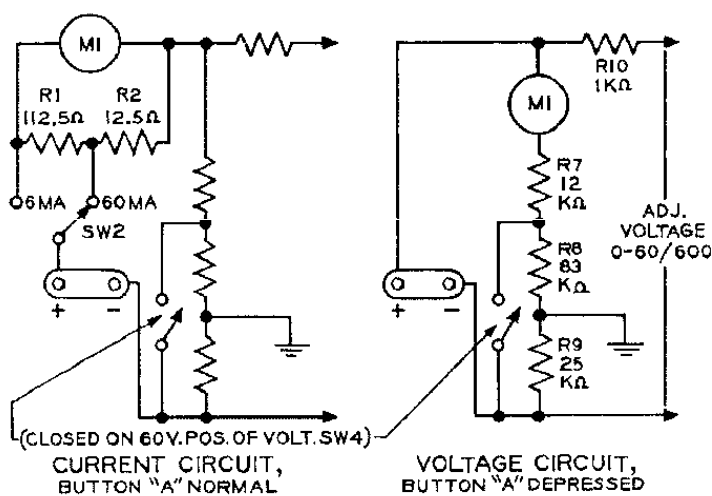 M1
R1
112.5Ω
R2
12.5Ω
6MA
60MA
SW2
+
-
M1
R10
1KΩ
R7
12
KΩ
R8
83
KΩ
R9
25
KΩ
ADJ.
VOLTAGE
0-60/600
+
-
(CLOSED ON 60V. POS. OF VOLT. SW4)
CURRENT CIRCUIT,
BUTTON "A" NORMAL
VOLTAGE CIRCUIT,
BUTTON "A" DEPRESSED